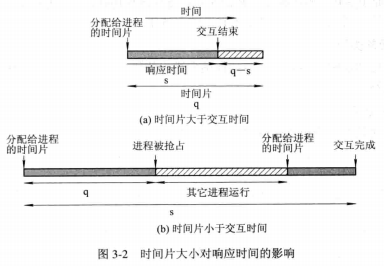 时间
分配给进程
的时间片
交互结束
响应时间
q-s
s
时间片
q
(a) 时间片大于交互时间
分配给进程
的时间片
进程被抢占
分配给进程
的时间片
交互完成
q
其它进程运行
s
(b) 时间片小于交互时间
图 3-2 时间片大小对响应时间的影响